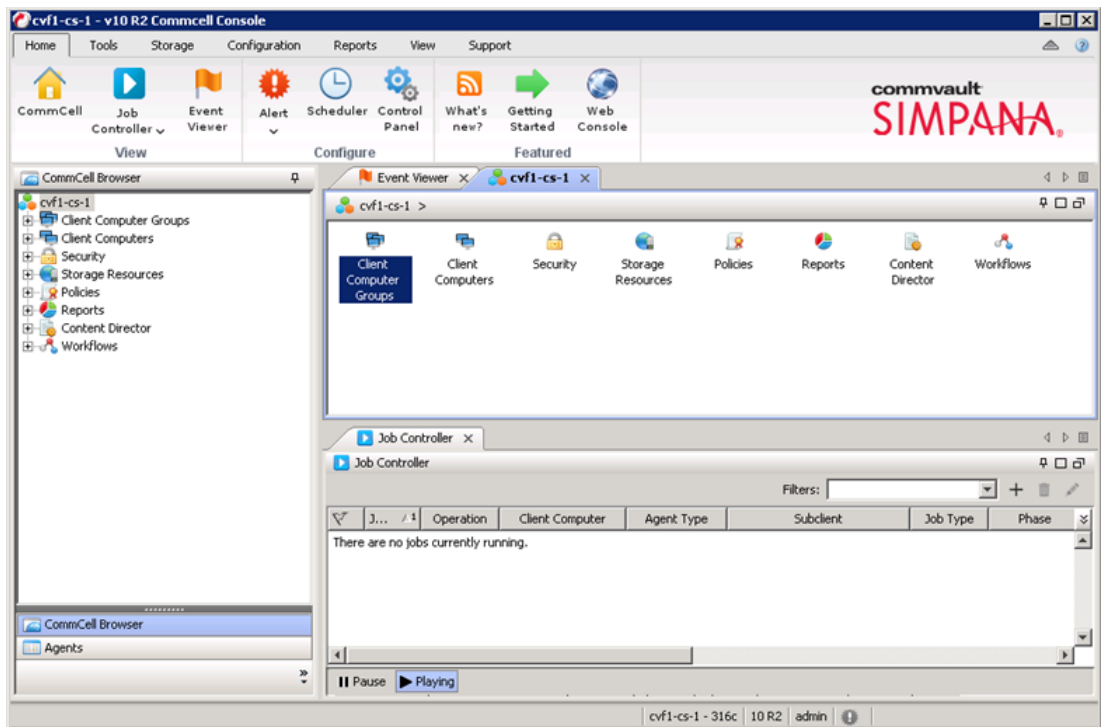 cvf1-cs-1 - v10 R2 Commcell Console
Home Tools Storage Configuration Reports View Support
CommCell
Job Controller
Event Viewer
Alert
Scheduler
Control Panel
What's new?
Getting Started
Web Console
View
Configure
Featured
commvault
SIMPANA®
CommCell Browser
cvf1-cs-1
Client Computer Groups
Client Computers
Security
Storage Resources
Policies
Reports
Content Director
Workflows
CommCell Browser
Agents
Event Viewer
cvf1-cs-1
cvf1-cs-1 >
Client Computer Groups
Client Computers
Security
Storage Resources
Policies
Reports
Content Director
Workflows
Job Controller
Job Controller
Filters:
J... 1 Operation Client Computer Agent Type Subclient Job Type Phase
There are no jobs currently running.
Pause Playing
cvf1-cs-1 - 316c 10 R2 admin